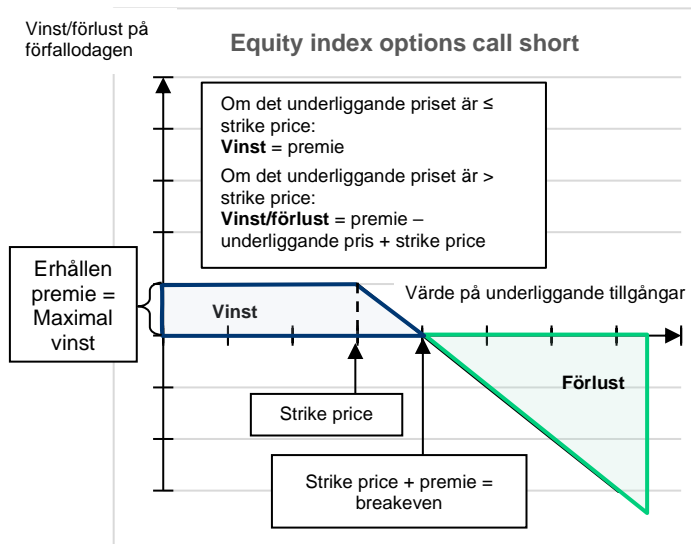 Vinst/förlust på
förfallodagen
Equity index options call short
Om det underliggande priset är ≤
strike price:
Vinst = premie
Om det underliggande priset är >
strike price:
Vinst/förlust = premie –
underliggande pris + strike price
Erhållen
premie =
Maximal
vinst
Värde på underliggande tillgångar
Vinst
Förlust
Strike price
Strike price + premie =
breakeven